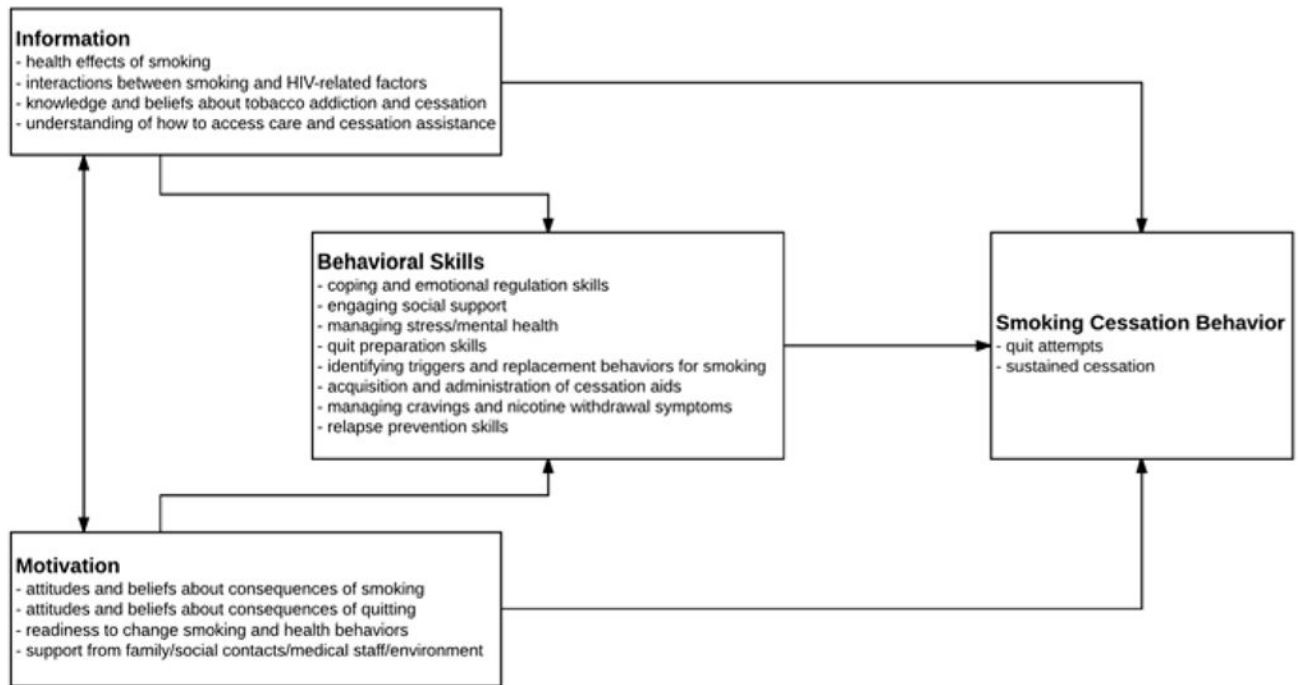 Information
- health effects of smoking
- interactions between smoking and HIV-related factors
- knowledge and beliefs about tobacco addiction and cessation
- understanding of how to access care and cessation assistance
Behavioral Skills
- coping and emotional regulation skills
- engaging social support
- managing stress/mental health
- quit preparation skills
- identifying triggers and replacement behaviors for smoking
- acquisition and administration of cessation aids
- managing cravings and nicotine withdrawal symptoms
- relapse prevention skills
Smoking Cessation Behavior
- quit attempts
- sustained cessation
Motivation
- attitudes and beliefs about consequences of smoking
- attitudes and beliefs about consequences of quitting
- readiness to change smoking and health behaviors
- support from family/social contacts/medical staff/environment